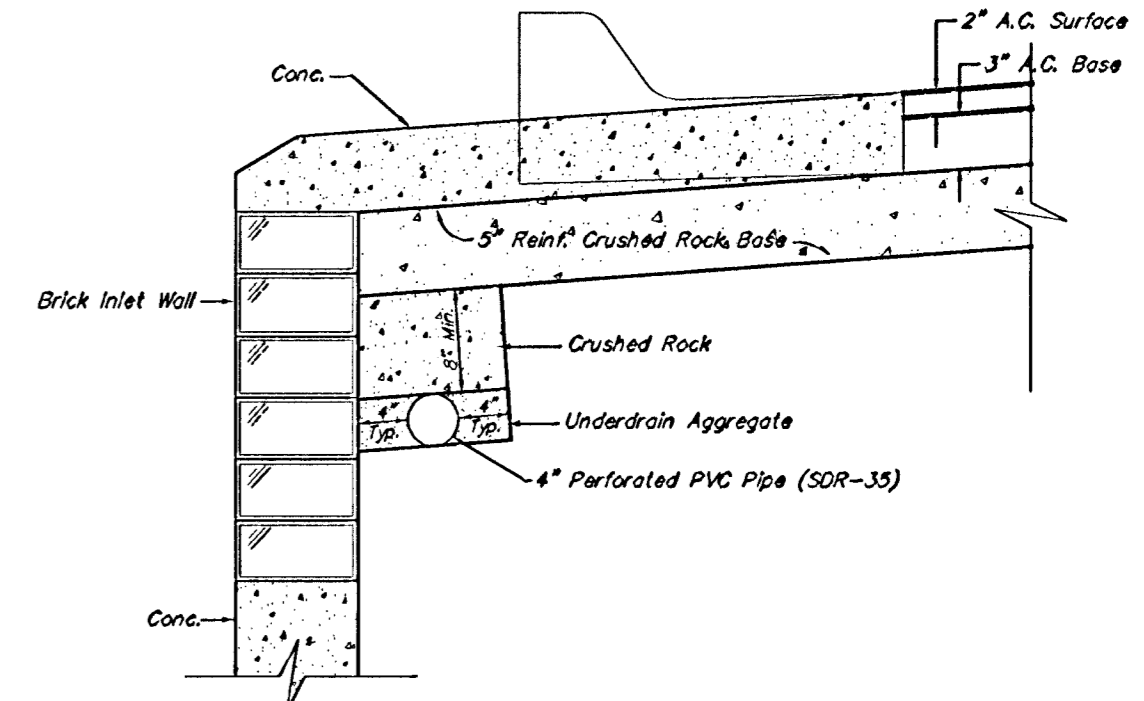 2" A.C. Surface
3" A.C. Base
Conc.
5" Reinf. Crushed Rock Base
Brick Inlet Wall
8" Min.
Crushed Rock
4"
Typ.
4"
Typ.
Underdrain Aggregate
4" Perforated PVC Pipe (SDR-35)
Conc.